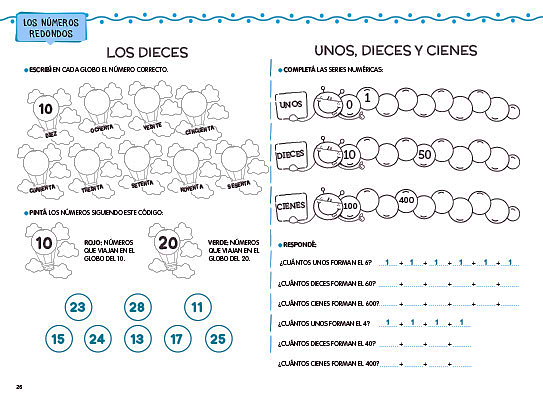 LOS NÚMEROS
REDONDOS
LOS DIECES
ESCRIBÍ EN CADA GLOBO EL NÚMERO CORRECTO.
10
DIEZ
OCHENTA
VEINTE
CINCUENTA
CUARENTA
TREINTA
SETENTA
NOVENTA
SESENTA
PINTÁ LOS NÚMEROS SIGUIENDO ESTE CÓDIGO:
10
ROJO: NÚMEROS
QUE VIAJAN EN EL
GLOBO DEL 10.
20
VERDE: NÚMEROS
QUE VIAJAN EN EL
GLOBO DEL 20.
23 28 11
15 24 13 17 25
26
UNOS, DIECES Y CIENES
COMPLETÁ LAS SERIES NUMÉRICAS:
UNOS 0 1
DIECES 10 50
CIENES 100 400
RESPONDÉ:
¿CUÁNTOS UNOS FORMAN EL 6? 1 + 1 + 1 + 1 + 1 + 1
¿CUÁNTOS DIECES FORMAN EL 60? + + + + +
¿CUÁNTOS CIENES FORMAN EL 600? + + + + +
¿CUÁNTOS UNOS FORMAN EL 4? 1 + 1 + 1 + 1
¿CUÁNTOS DIECES FORMAN EL 40? + + +
¿CUÁNTOS CIENES FORMAN EL 400? + + +